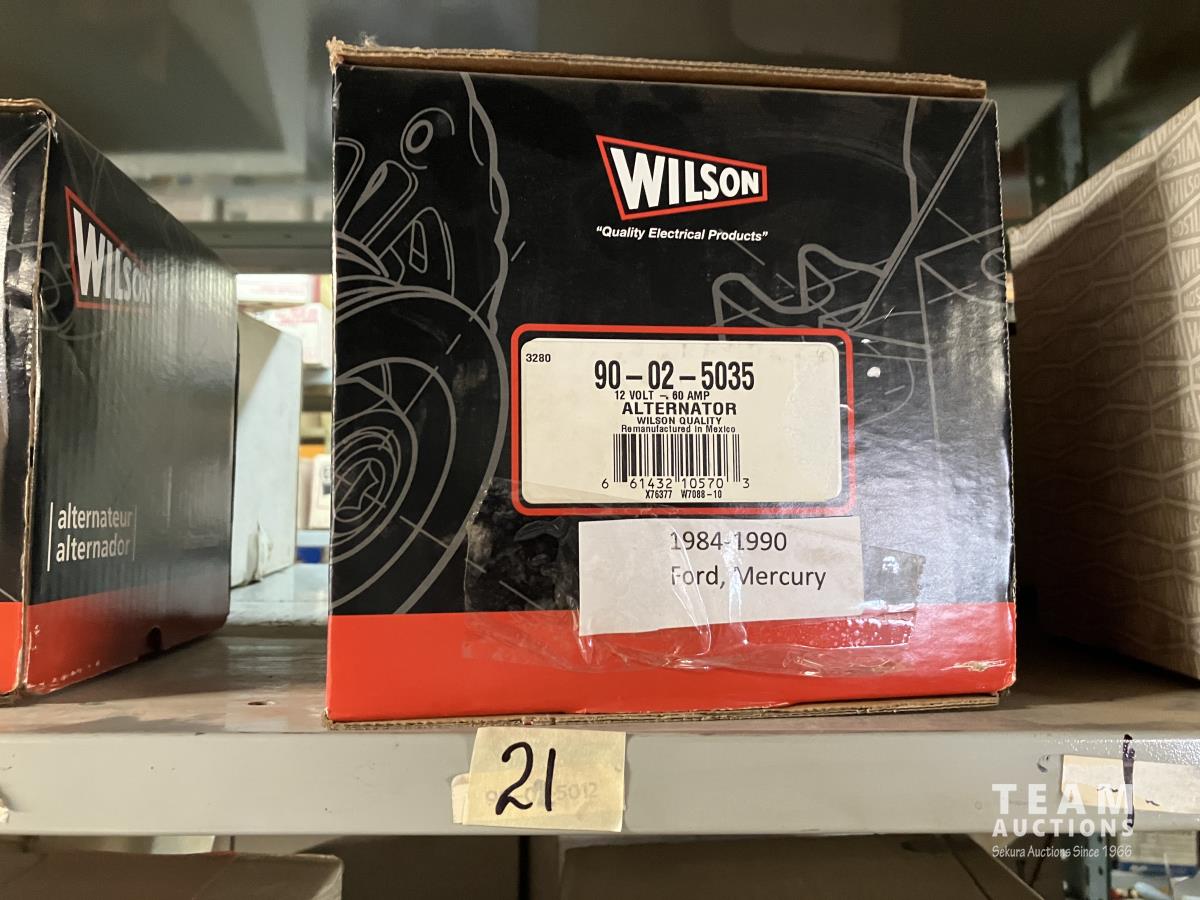 WILSON
"Quality Electrical Products"
WILSON
3280
90-02-5035
12 VOLT - 60 AMP
ALTERNATOR
WILSON QUALITY
Remanufactured in Mexico
6 61432 10570 3
X76377 W7088-10
alternateur
alternador
1984-1990
Ford, Mercury
21
TEAM
AUCTIONS
Sekura Auctions Since 1966